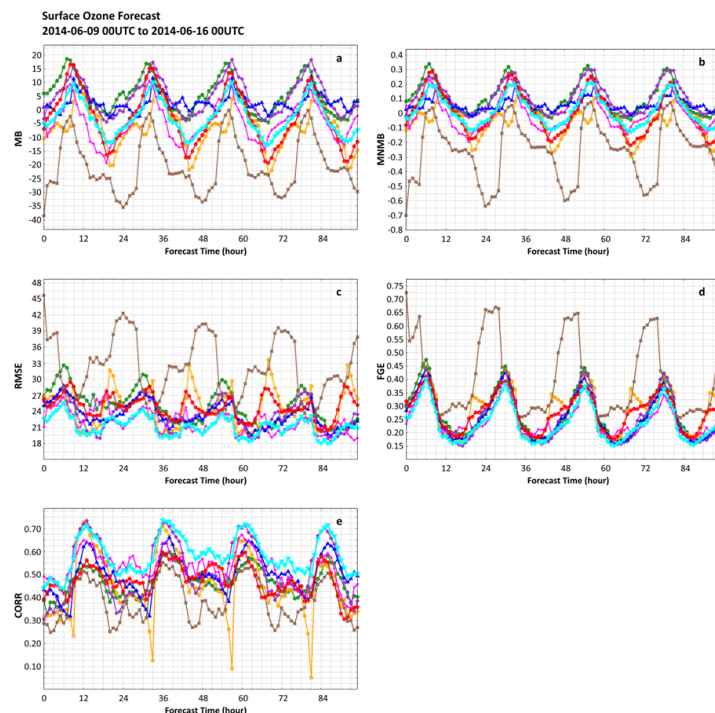 Surface Ozone Forecast
2014-06-09 00UTC to 2014-06-16 00UTC
a
MB
20
15
10
5
0
-5
-10
-15
-20
-25
-30
-35
-40
0 12 24 36 48 60 72 84
Forecast Time (hour)
b
MNMB
0.4
0.3
0.2
0.1
0
-0.1
-0.2
-0.3
-0.4
-0.5
-0.6
-0.7
-0.8
0 12 24 36 48 60 72 84
Forecast Time (hour)
c
RMSE
48
45
42
39
36
33
30
27
24
21
18
0 12 24 36 48 60 72 84
Forecast Time (hour)
d
FGE
0.75
0.70
0.65
0.60
0.55
0.50
0.45
0.40
0.35
0.30
0.25
0.20
0.15
0 12 24 36 48 60 72 84
Forecast Time (hour)
e
CORR
0.70
0.60
0.50
0.40
0.30
0.20
0.10
0 12 24 36 48 60 72 84
Forecast Time (hour)